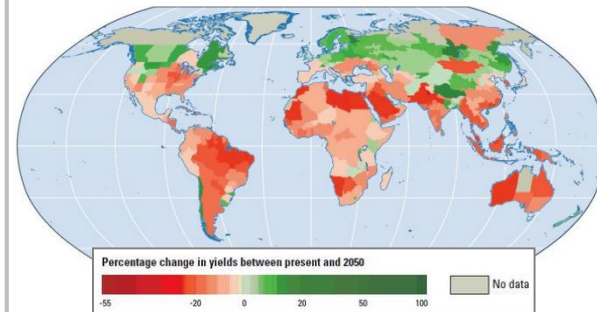 Percentage change in yields between present and 2050
No data
-55 -20 0 20 50 100